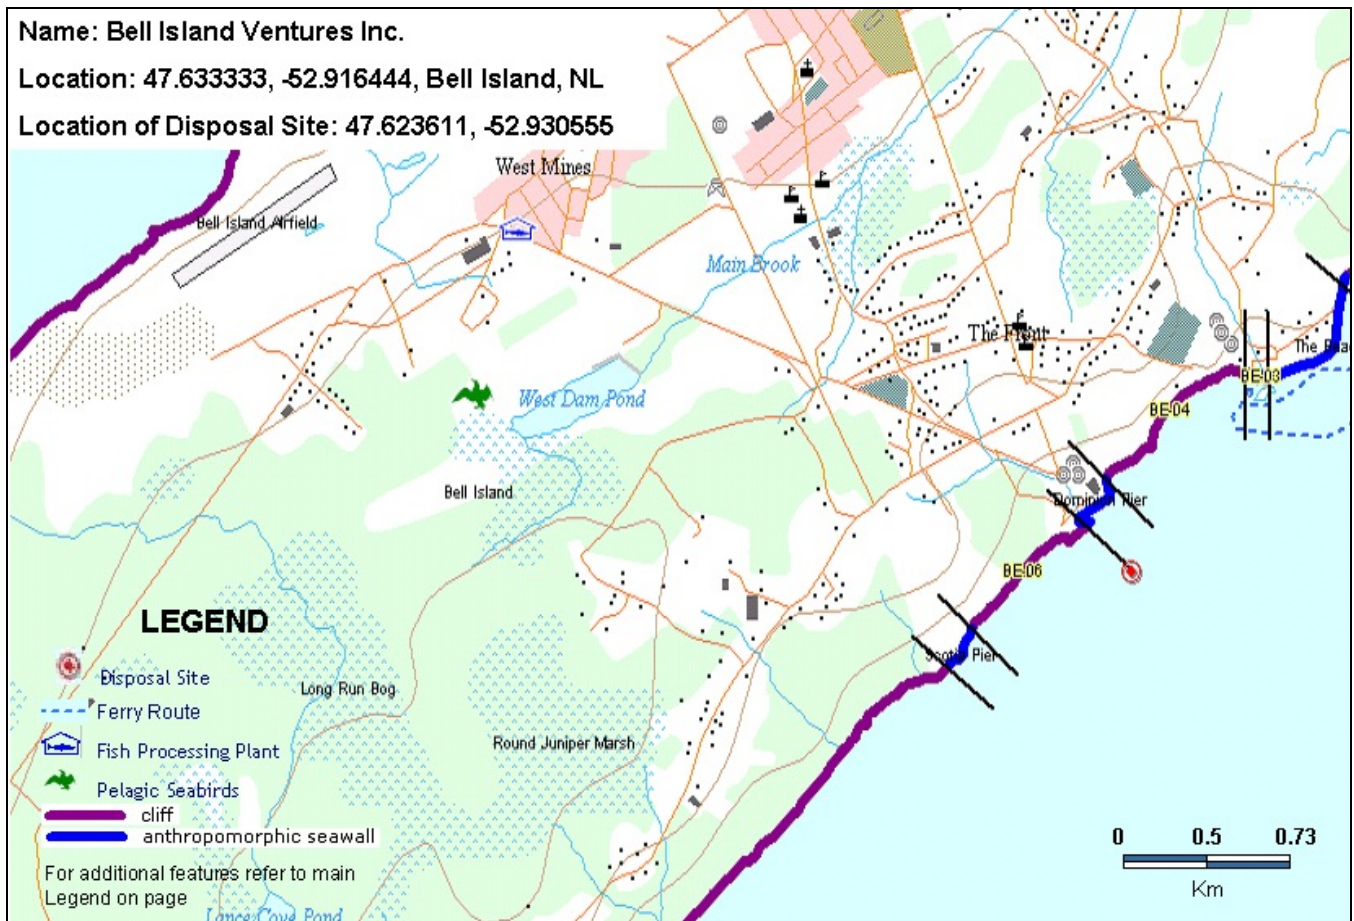 Name: Bell Island Ventures Inc.
Location: 47.633333, -52.916444, Bell Island, NL
Location of Disposal Site: 47.623611, -52.930555
West Mines
Bell Island Airfield
Main Brook
The Front
The
BE-03
West Dam Pond
BE-04
Bell Island
Dominion Pier
BE-06
LEGEND
Scotia Pier
Disposal Site
Long Run Bog
Ferry Route
Round Juniper Marsh
Fish Processing Plant
Pelagic Seabirds
cliff
anthropomorphic seawall
0 0.5 0.73
Km
For additional features refer to main
Legend on page
Lance Cove Pond